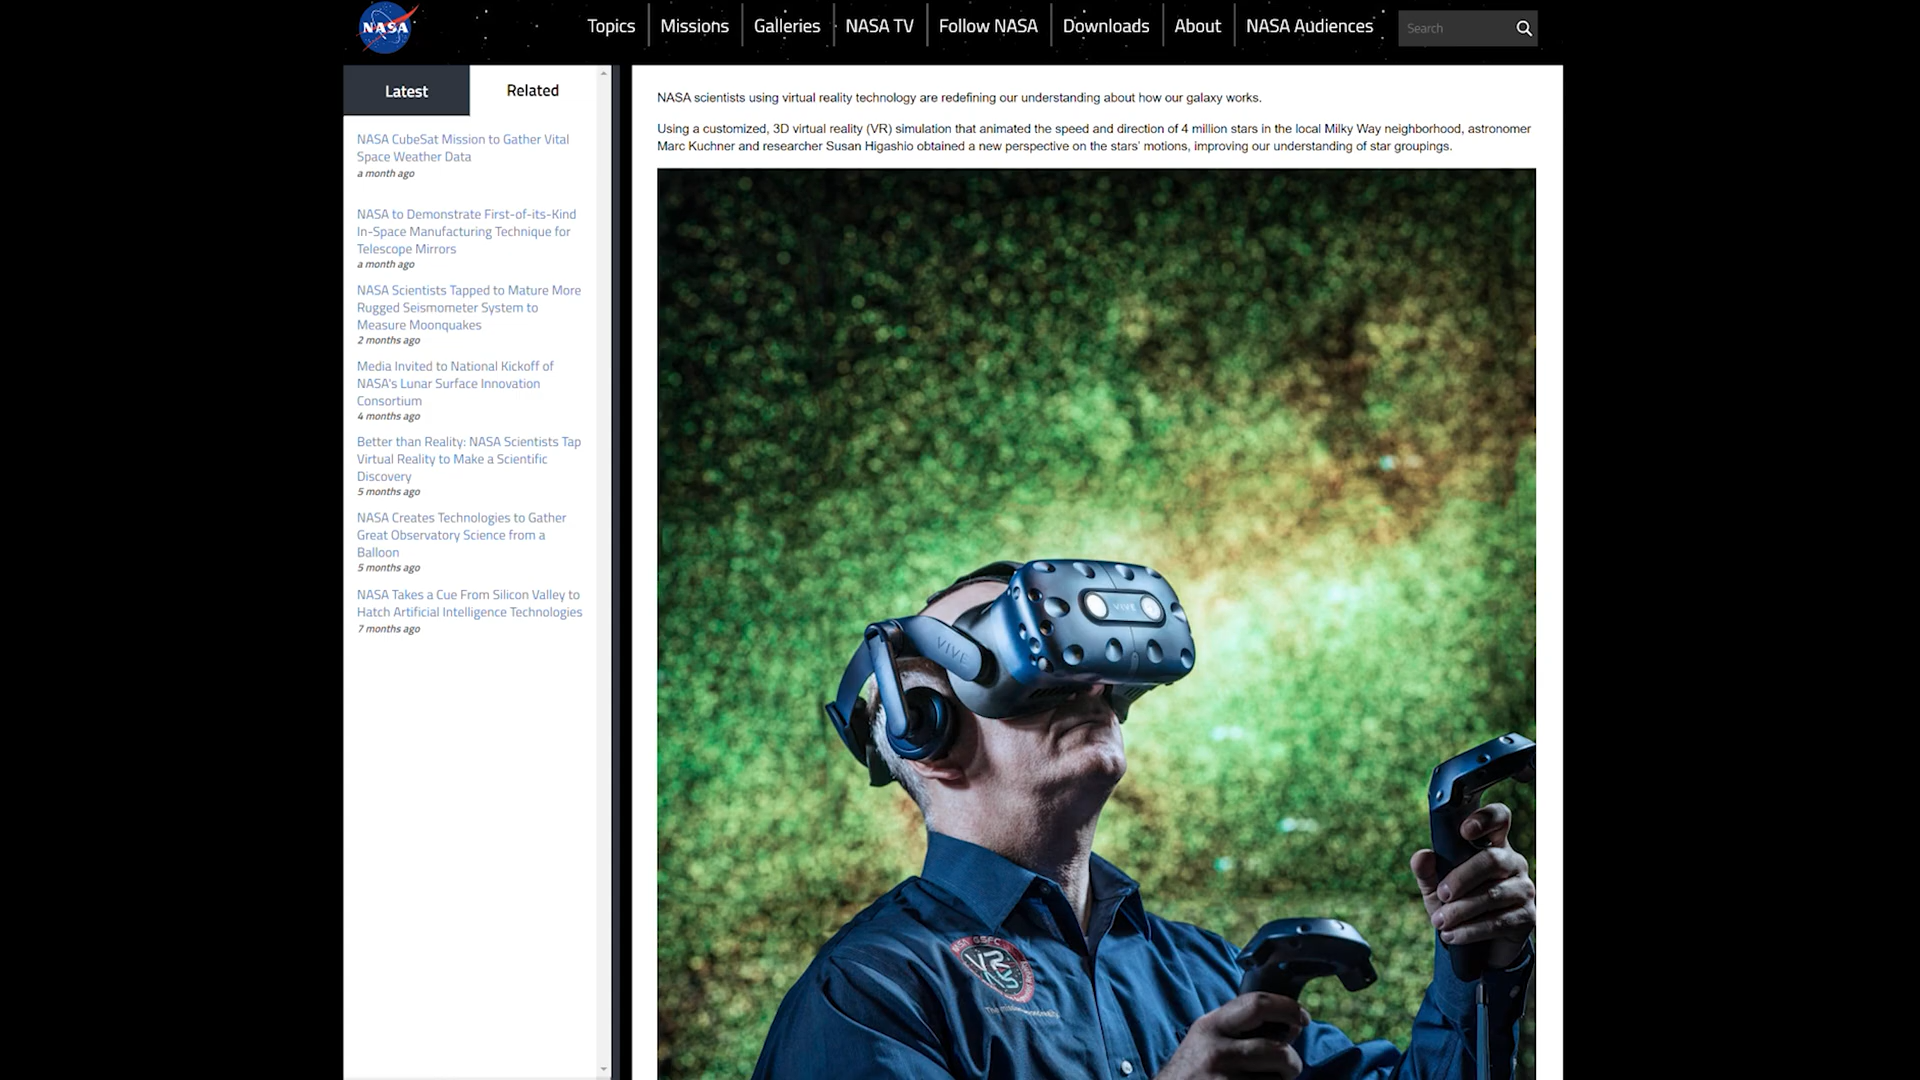 NASA
Topics
Missions
Galleries
NASA TV
Follow NASA
Downloads
About
NASA Audiences
Search
Latest
Related
NASA CubeSat Mission to Gather Vital
Space Weather Data
a month ago
NASA to Demonstrate First-of-its-Kind
In-Space Manufacturing Technique for
Telescope Mirrors
a month ago
NASA Scientists Tapped to Mature More
Rugged Seismometer System to
Measure Moonquakes
2 months ago
Media Invited to National Kickoff of
NASA's Lunar Surface Innovation
Consortium
4 months ago
Better than Reality: NASA Scientists Tap
Virtual Reality to Make a Scientific
Discovery
5 months ago
NASA Creates Technologies to Gather
Great Observatory Science from a
Balloon
5 months ago
NASA Takes a Cue From Silicon Valley to
Hatch Artificial Intelligence Technologies
7 months ago
NASA scientists using virtual reality technology are redefining our understanding about how our galaxy works.
Using a customized, 3D virtual reality (VR) simulation that animated the speed and direction of 4 million stars in the local Milky Way neighborhood, astronomer
Marc Kuchner and researcher Susan Higashio obtained a new perspective on the stars' motions, improving our understanding of star groupings.
VIVE
VIVE
NASA GSFC